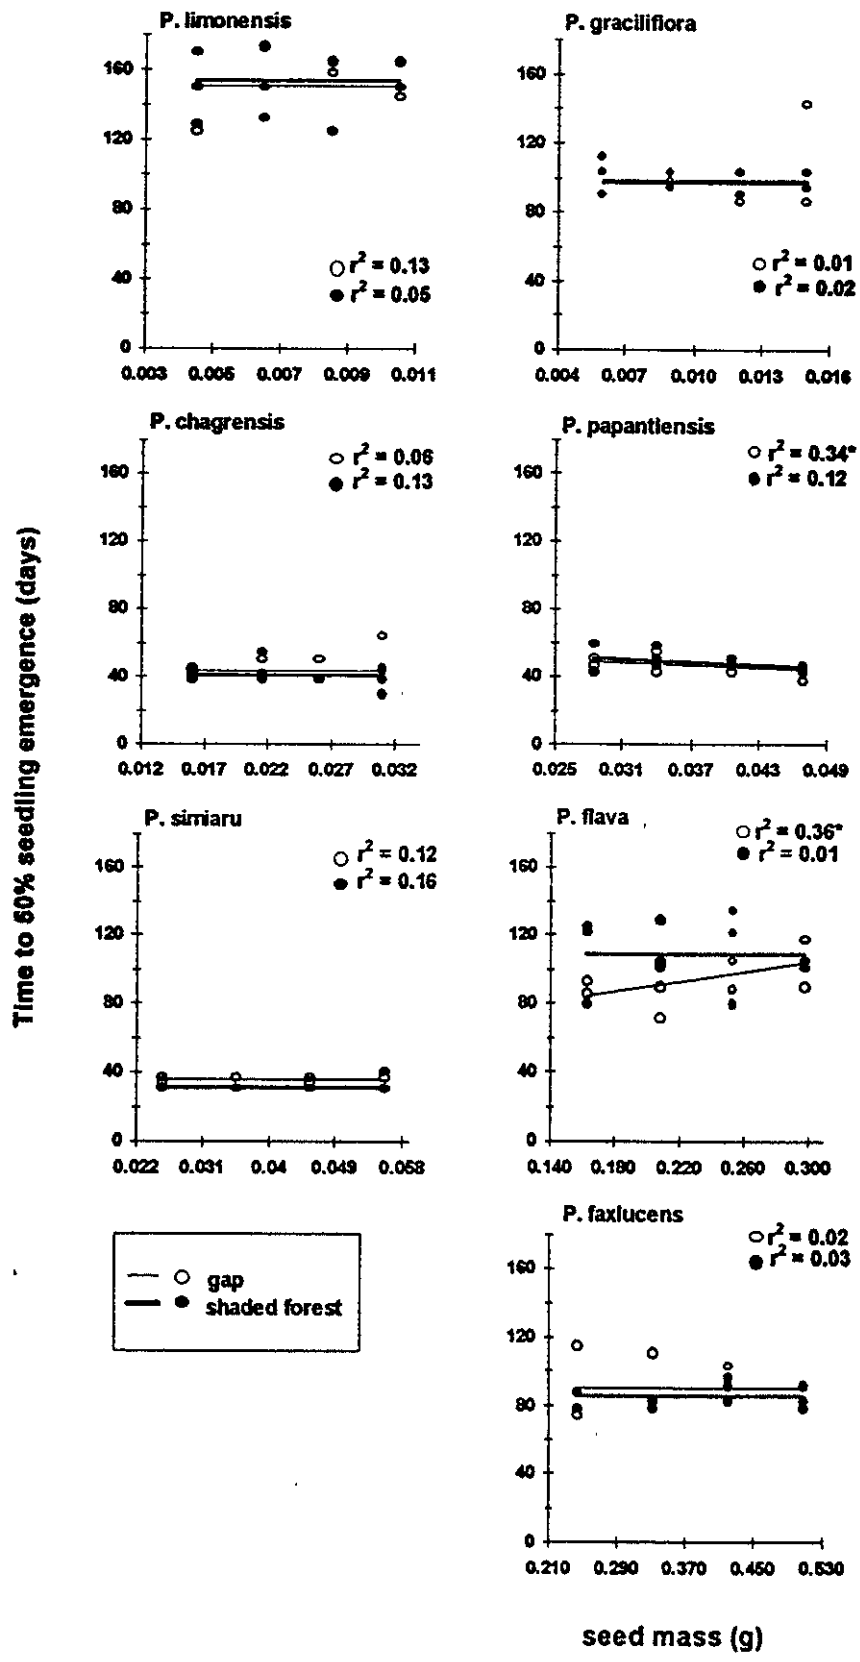 P. limonensis
160
120
80
40
0
0.003 0.005 0.007 0.009 0.011
r² = 0.13
r² = 0.05
P. graciliflora
160
120
80
40
0
0.004 0.007 0.010 0.013 0.016
r² = 0.01
r² = 0.02
P. chagrensis
160
120
80
40
0
0.012 0.017 0.022 0.027 0.032
r² = 0.06
r² = 0.13
P. papantlensis
160
120
80
40
0
0.025 0.031 0.037 0.043 0.049
r² = 0.34*
r² = 0.12
Time to 50% seedling emergence (days)
P. simiaru
160
120
80
40
0
0.022 0.031 0.04 0.049 0.058
r² = 0.12
r² = 0.16
P. flava
160
120
80
40
0
0.140 0.180 0.220 0.260 0.300
r² = 0.36*
r² = 0.01
gap
shaded forest
P. faxlucens
160
120
80
40
0
0.210 0.290 0.370 0.450 0.530
r² = 0.02
r² = 0.03
seed mass (g)